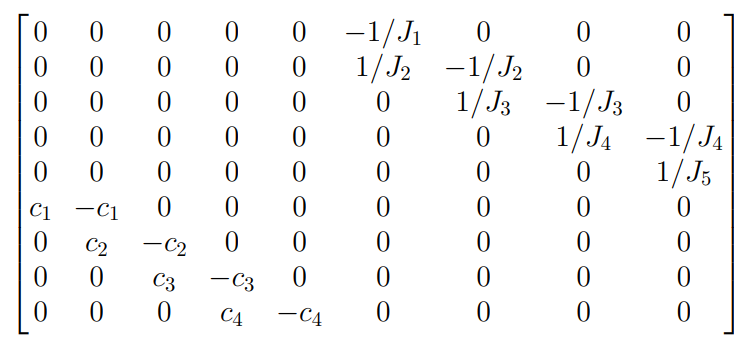 0 0 0 0 0 −1/J₁ 0 0 0
0 0 0 0 0 1/J₂ −1/J₂ 0 0
0 0 0 0 0 0 1/J₃ −1/J₃ 0
0 0 0 0 0 0 0 1/J₄ −1/J₄
0 0 0 0 0 0 0 0 1/J₅
c₁ −c₁ 0 0 0 0 0 0 0
0 c₂ −c₂ 0 0 0 0 0 0
0 0 c₃ −c₃ 0 0 0 0 0
0 0 0 c₄ −c₄ 0 0 0 0